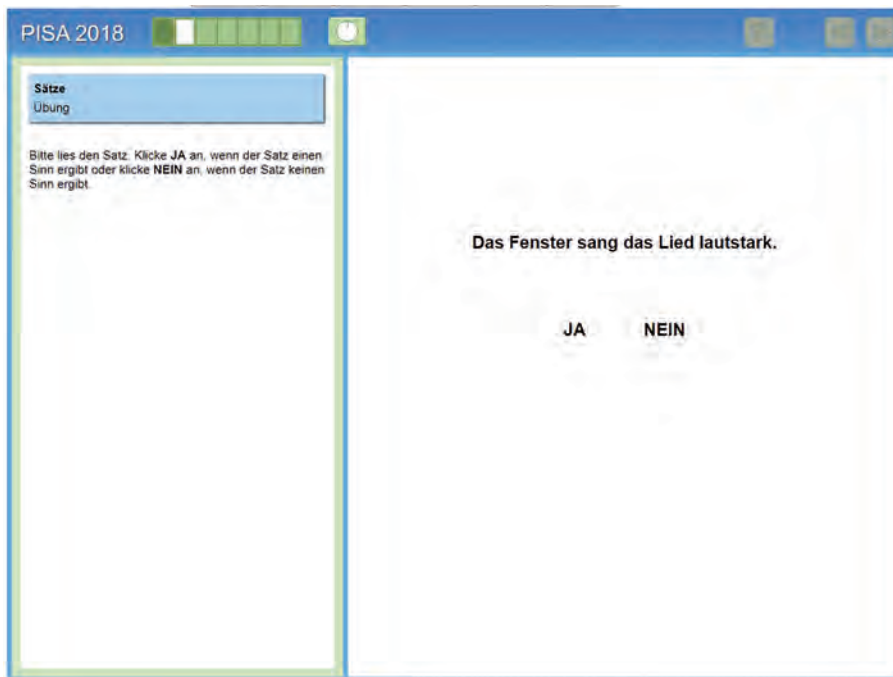 PISA 2018
Sätze
Übung
Bitte lies den Satz. Klicke JA an, wenn der Satz einen
Sinn ergibt oder klicke NEIN an, wenn der Satz keinen
Sinn ergibt.
Das Fenster sang das Lied lautstark.
JA NEIN